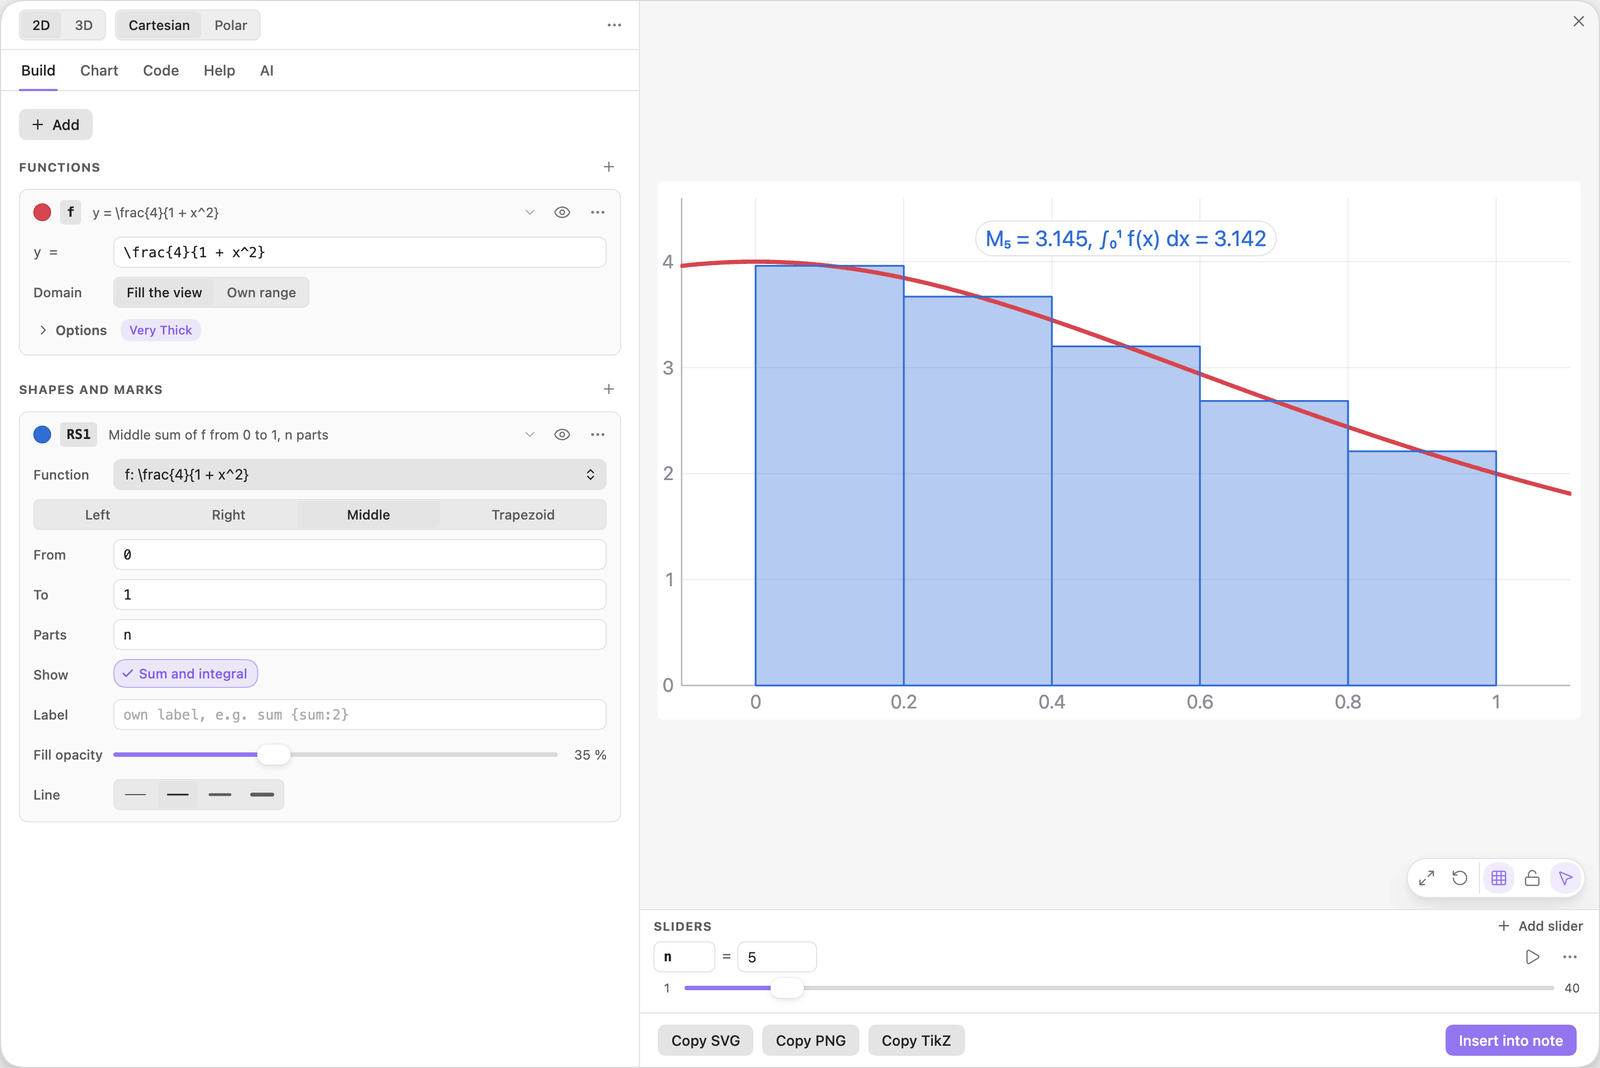 2D 3D Cartesian Polar
Build Chart Code Help AI
+ Add
FUNCTIONS
f y = \frac{4}{1 + x^2}
y = \frac{4}{1 + x^2}
Domain Fill the view Own range
Options Very Thick
SHAPES AND MARKS
RS1 Middle sum of f from 0 to 1, n parts
Function f: \frac{4}{1 + x^2}
Left Right Middle Trapezoid
From 0
To 1
Parts n
Show Sum and integral
Label own label, e.g. sum {sum:2}
Fill opacity 35 %
Line
M₅ = 3.145, ∫₀¹ f(x) dx = 3.142
4
3
2
1
0
0 0.2 0.4 0.6 0.8 1
SLIDERS + Add slider
n = 5
1 40
Copy SVG Copy PNG Copy TikZ Insert into note